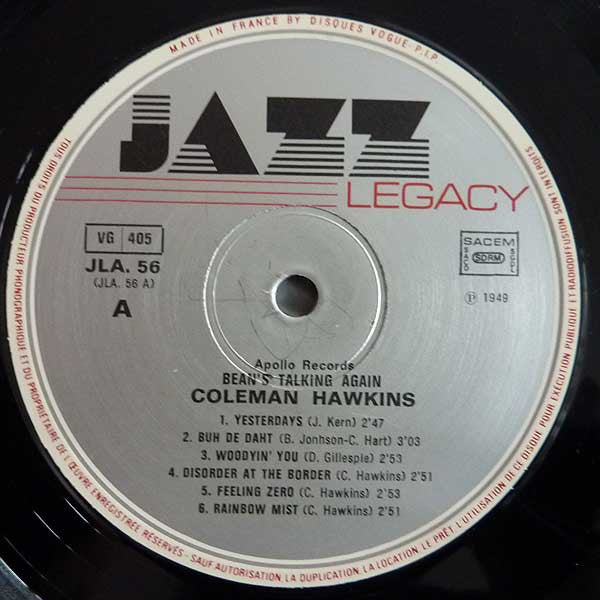 MADE IN FRANCE BY DISQUES VOGUE P.I.P.
JAZZ
LEGACY
VG 405
JLA. 56
(JLA. 56 A)
A
SACEM
SACD SDRM SGDL
Ⓟ 1949
Apollo Records
BEAN'S TALKING AGAIN
COLEMAN HAWKINS
1. YESTERDAYS (J. Kern) 2'47
2. BUH DE DAHT (B. Jonhson-C. Hart) 3'03
3. WOODYIN' YOU (D. Gillespie) 2'53
4. DISORDER AT THE BORDER (C. Hawkins) 2'51
5. FEELING ZERO (C. Hawkins) 2'53
6. RAINBOW MIST (C. Hawkins) 2'51
TOUS DROITS DU PRODUCTEUR PHONOGRAPHIQUE ET DU PROPRIETAIRE DE L'ŒUVRE ENREGISTREE RESERVES - SAUF AUTORISATION, LA DUPLICATION, LA LOCATION, LE PRÊT, L'UTILISATION DE CE DISQUE POUR EXECUTION PUBLIQUE ET RADIODIFFUSION SONT INTERDITS